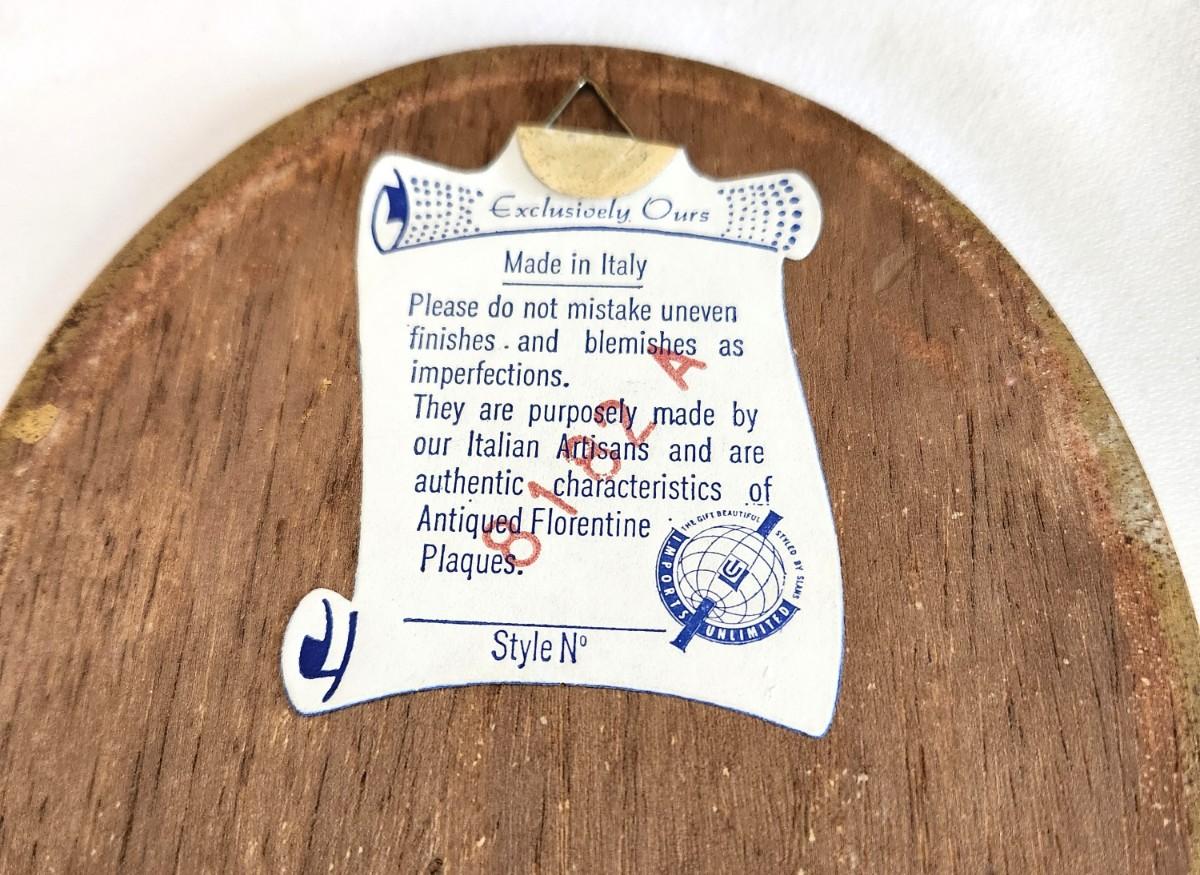 Exclusively Ours
Made in Italy
Please do not mistake uneven
finishes and blemishes as
imperfections.
They are purposely made by
our Italian Artisans and are
authentic characteristics of
Antiqued Florentine
Plaques.
8182 A
THE GIFT BEAUTIFUL
STYLED BY SLANS
IMPORTS UNLIMITED
Style Nº